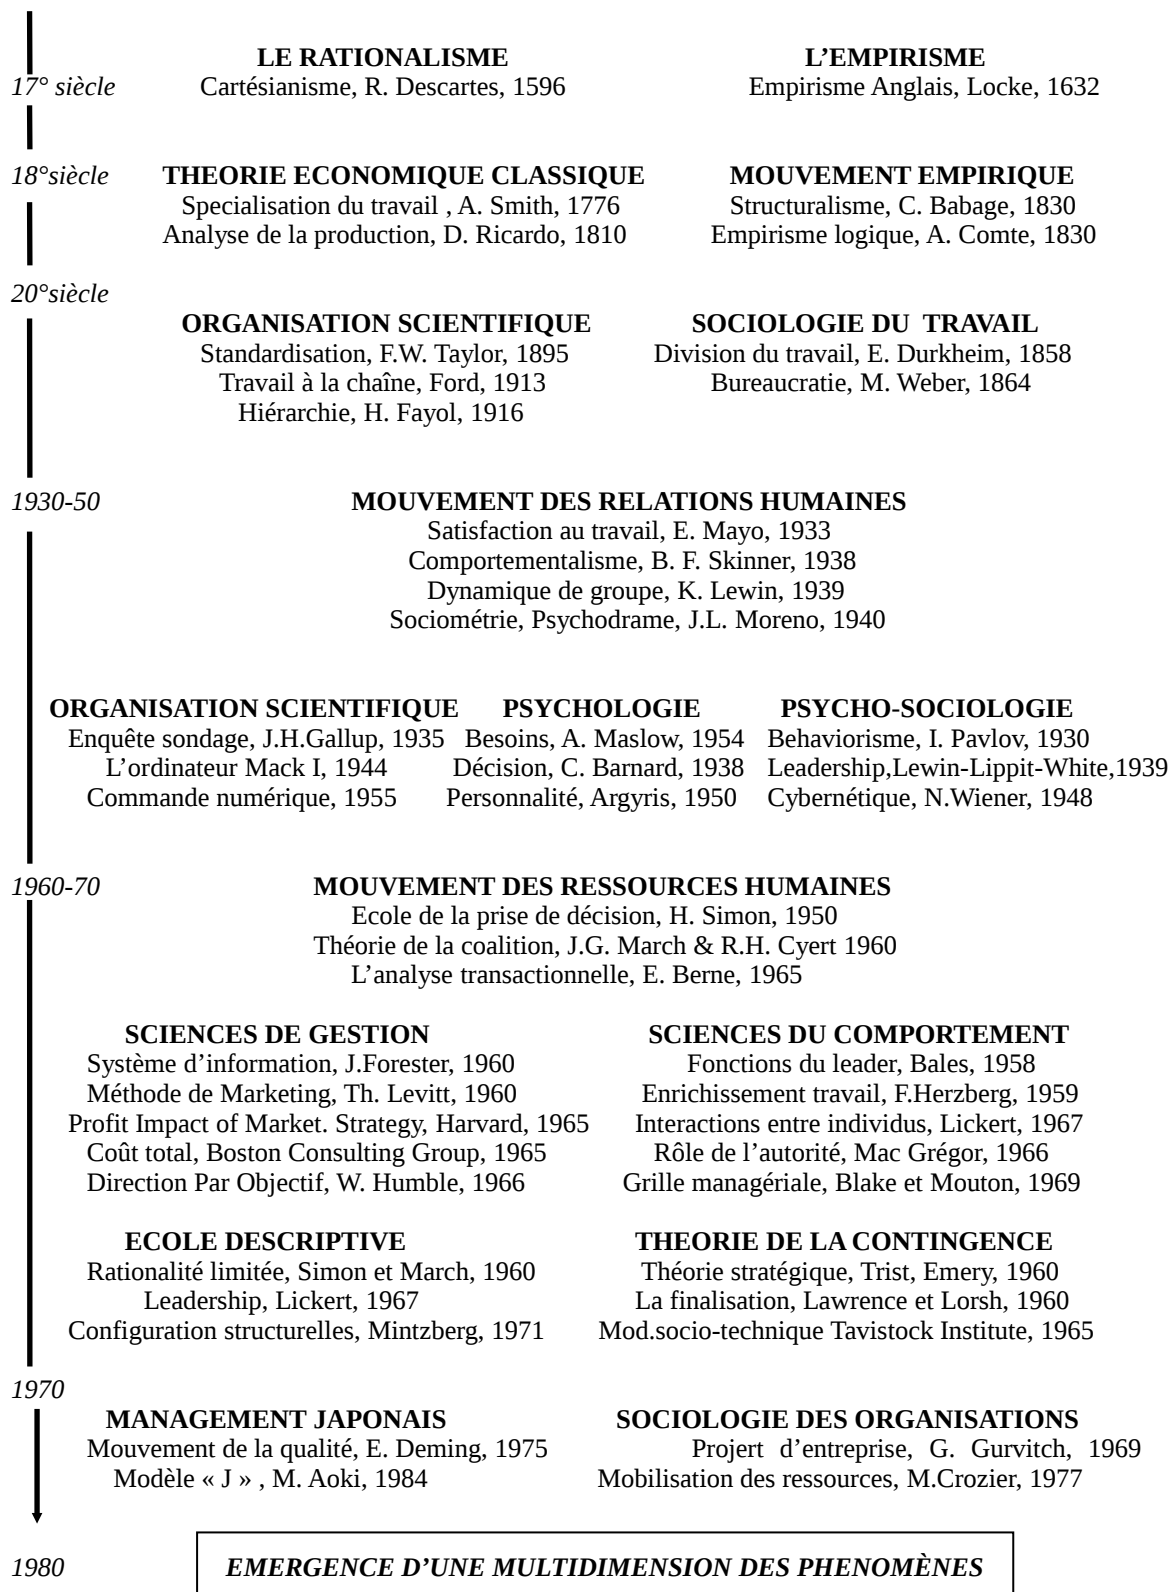 LE RATIONALISME L’EMPIRISME
17° siècle Cartésianisme, R. Descartes, 1596 Empirisme Anglais, Locke, 1632
18°siècle THEORIE ECONOMIQUE CLASSIQUE MOUVEMENT EMPIRIQUE
Specialisation du travail , A. Smith, 1776 Structuralisme, C. Babage, 1830
Analyse de la production, D. Ricardo, 1810 Empirisme logique, A. Comte, 1830
20°siècle
ORGANISATION SCIENTIFIQUE SOCIOLOGIE DU TRAVAIL
Standardisation, F.W. Taylor, 1895 Division du travail, E. Durkheim, 1858
Travail à la chaîne, Ford, 1913 Bureaucratie, M. Weber, 1864
Hiérarchie, H. Fayol, 1916
1930-50 MOUVEMENT DES RELATIONS HUMAINES
Satisfaction au travail, E. Mayo, 1933
Comportementalisme, B. F. Skinner, 1938
Dynamique de groupe, K. Lewin, 1939
Sociométrie, Psychodrame, J.L. Moreno, 1940
ORGANISATION SCIENTIFIQUE PSYCHOLOGIE PSYCHO-SOCIOLOGIE
Enquête sondage, J.H.Gallup, 1935 Besoins, A. Maslow, 1954 Behaviorisme, I. Pavlov, 1930
L’ordinateur Mack I, 1944 Décision, C. Barnard, 1938 Leadership,Lewin-Lippit-White,1939
Commande numérique, 1955 Personnalité, Argyris, 1950 Cybernétique, N.Wiener, 1948
1960-70 MOUVEMENT DES RESSOURCES HUMAINES
Ecole de la prise de décision, H. Simon, 1950
Théorie de la coalition, J.G. March & R.H. Cyert 1960
L’analyse transactionnelle, E. Berne, 1965
SCIENCES DE GESTION SCIENCES DU COMPORTEMENT
Système d’information, J.Forester, 1960 Fonctions du leader, Bales, 1958
Méthode de Marketing, Th. Levitt, 1960 Enrichissement travail, F.Herzberg, 1959
Profit Impact of Market. Strategy, Harvard, 1965 Interactions entre individus, Lickert, 1967
Coût total, Boston Consulting Group, 1965 Rôle de l’autorité, Mac Grégor, 1966
Direction Par Objectif, W. Humble, 1966 Grille managériale, Blake et Mouton, 1969
ECOLE DESCRIPTIVE THEORIE DE LA CONTINGENCE
Rationalité limitée, Simon et March, 1960 Théorie stratégique, Trist, Emery, 1960
Leadership, Lickert, 1967 La finalisation, Lawrence et Lorsh, 1960
Configuration structurelles, Mintzberg, 1971 Mod.socio-technique Tavistock Institute, 1965
1970
MANAGEMENT JAPONAIS SOCIOLOGIE DES ORGANISATIONS
Mouvement de la qualité, E. Deming, 1975 Projert d’entreprise, G. Gurvitch, 1969
Modèle « J » , M. Aoki, 1984 Mobilisation des ressources, M.Crozier, 1977
1980 EMERGENCE D’UNE MULTIDIMENSION DES PHENOMÈNES